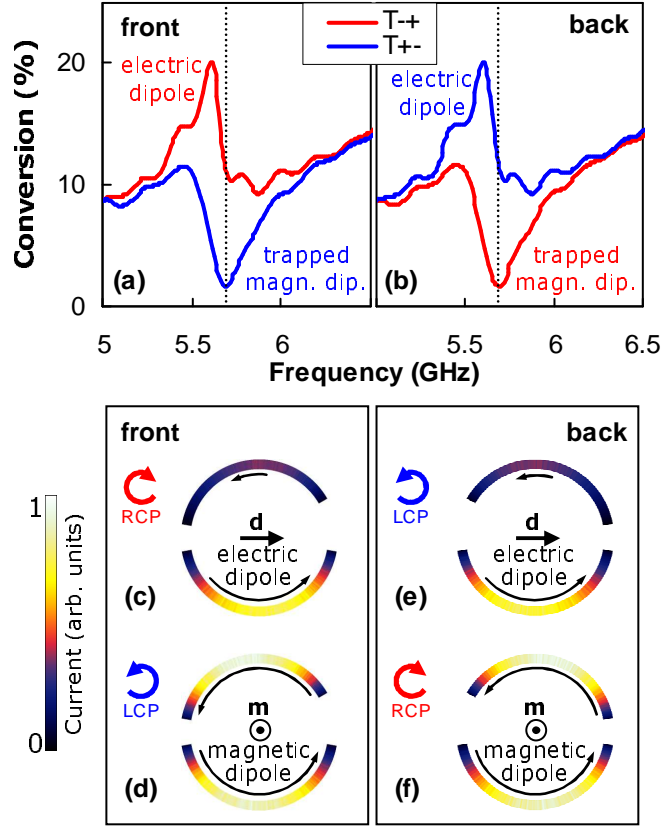 front
T-+
T+-
back
electric
dipole
electric
dipole
Conversion (%)
20
10
0
(a)
trapped
magn. dip.
(b)
trapped
magn. dip.
5
5.5
6
5.5
6
6.5
Frequency (GHz)
front
back
RCP
d
electric
dipole
(c)
LCP
d
electric
dipole
(e)
1
Current (arb. units)
0
LCP
m
magnetic
dipole
(d)
RCP
m
magnetic
dipole
(f)